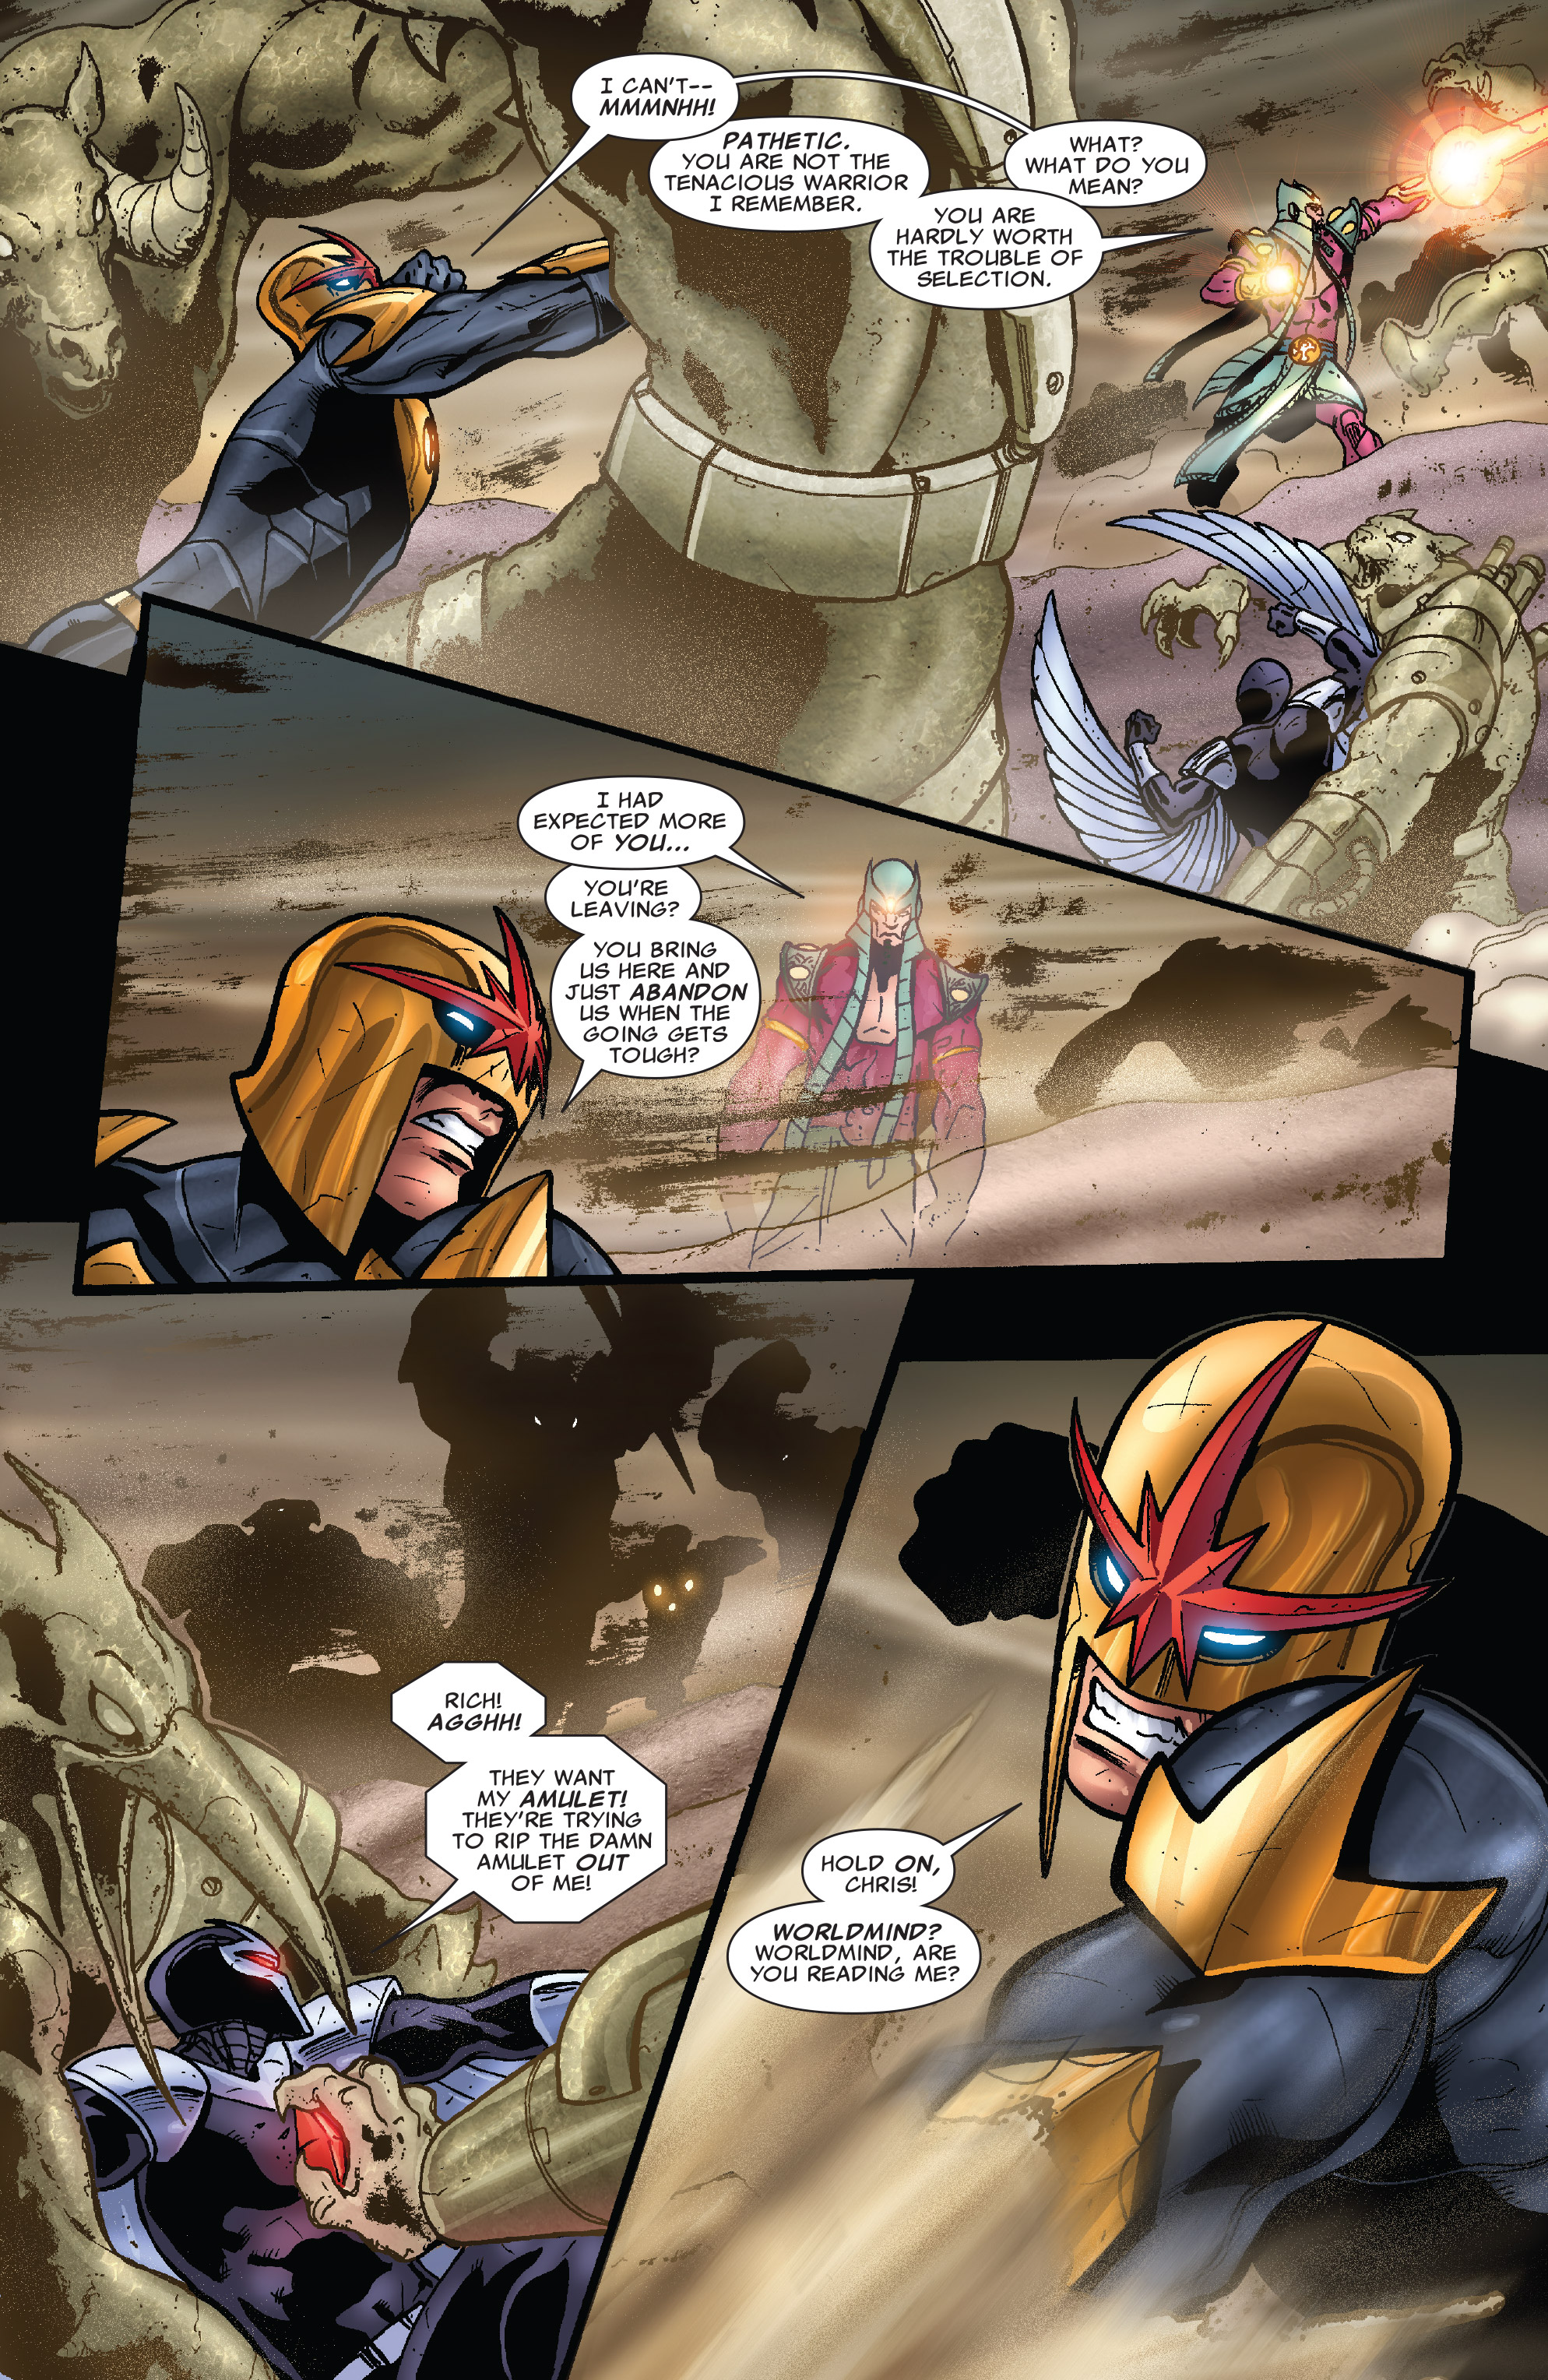 I CAN'T--
MMMNHH!
PATHETIC.
YOU ARE NOT THE
TENACIOUS WARRIOR
I REMEMBER.
WHAT?
WHAT DO YOU
MEAN?
YOU ARE
HARDLY WORTH
THE TROUBLE OF
SELECTION.
I HAD
EXPECTED MORE
OF YOU...
YOU'RE
LEAVING?
YOU BRING
US HERE AND
JUST ABANDON
US WHEN THE
GOING GETS
TOUGH?
RICH!
AGGHH!
THEY WANT
MY AMULET!
THEY'RE TRYING
TO RIP THE DAMN
AMULET OUT
OF ME!
HOLD ON,
CHRIS!
WORLDMIND?
WORLDMIND, ARE
YOU READING ME?